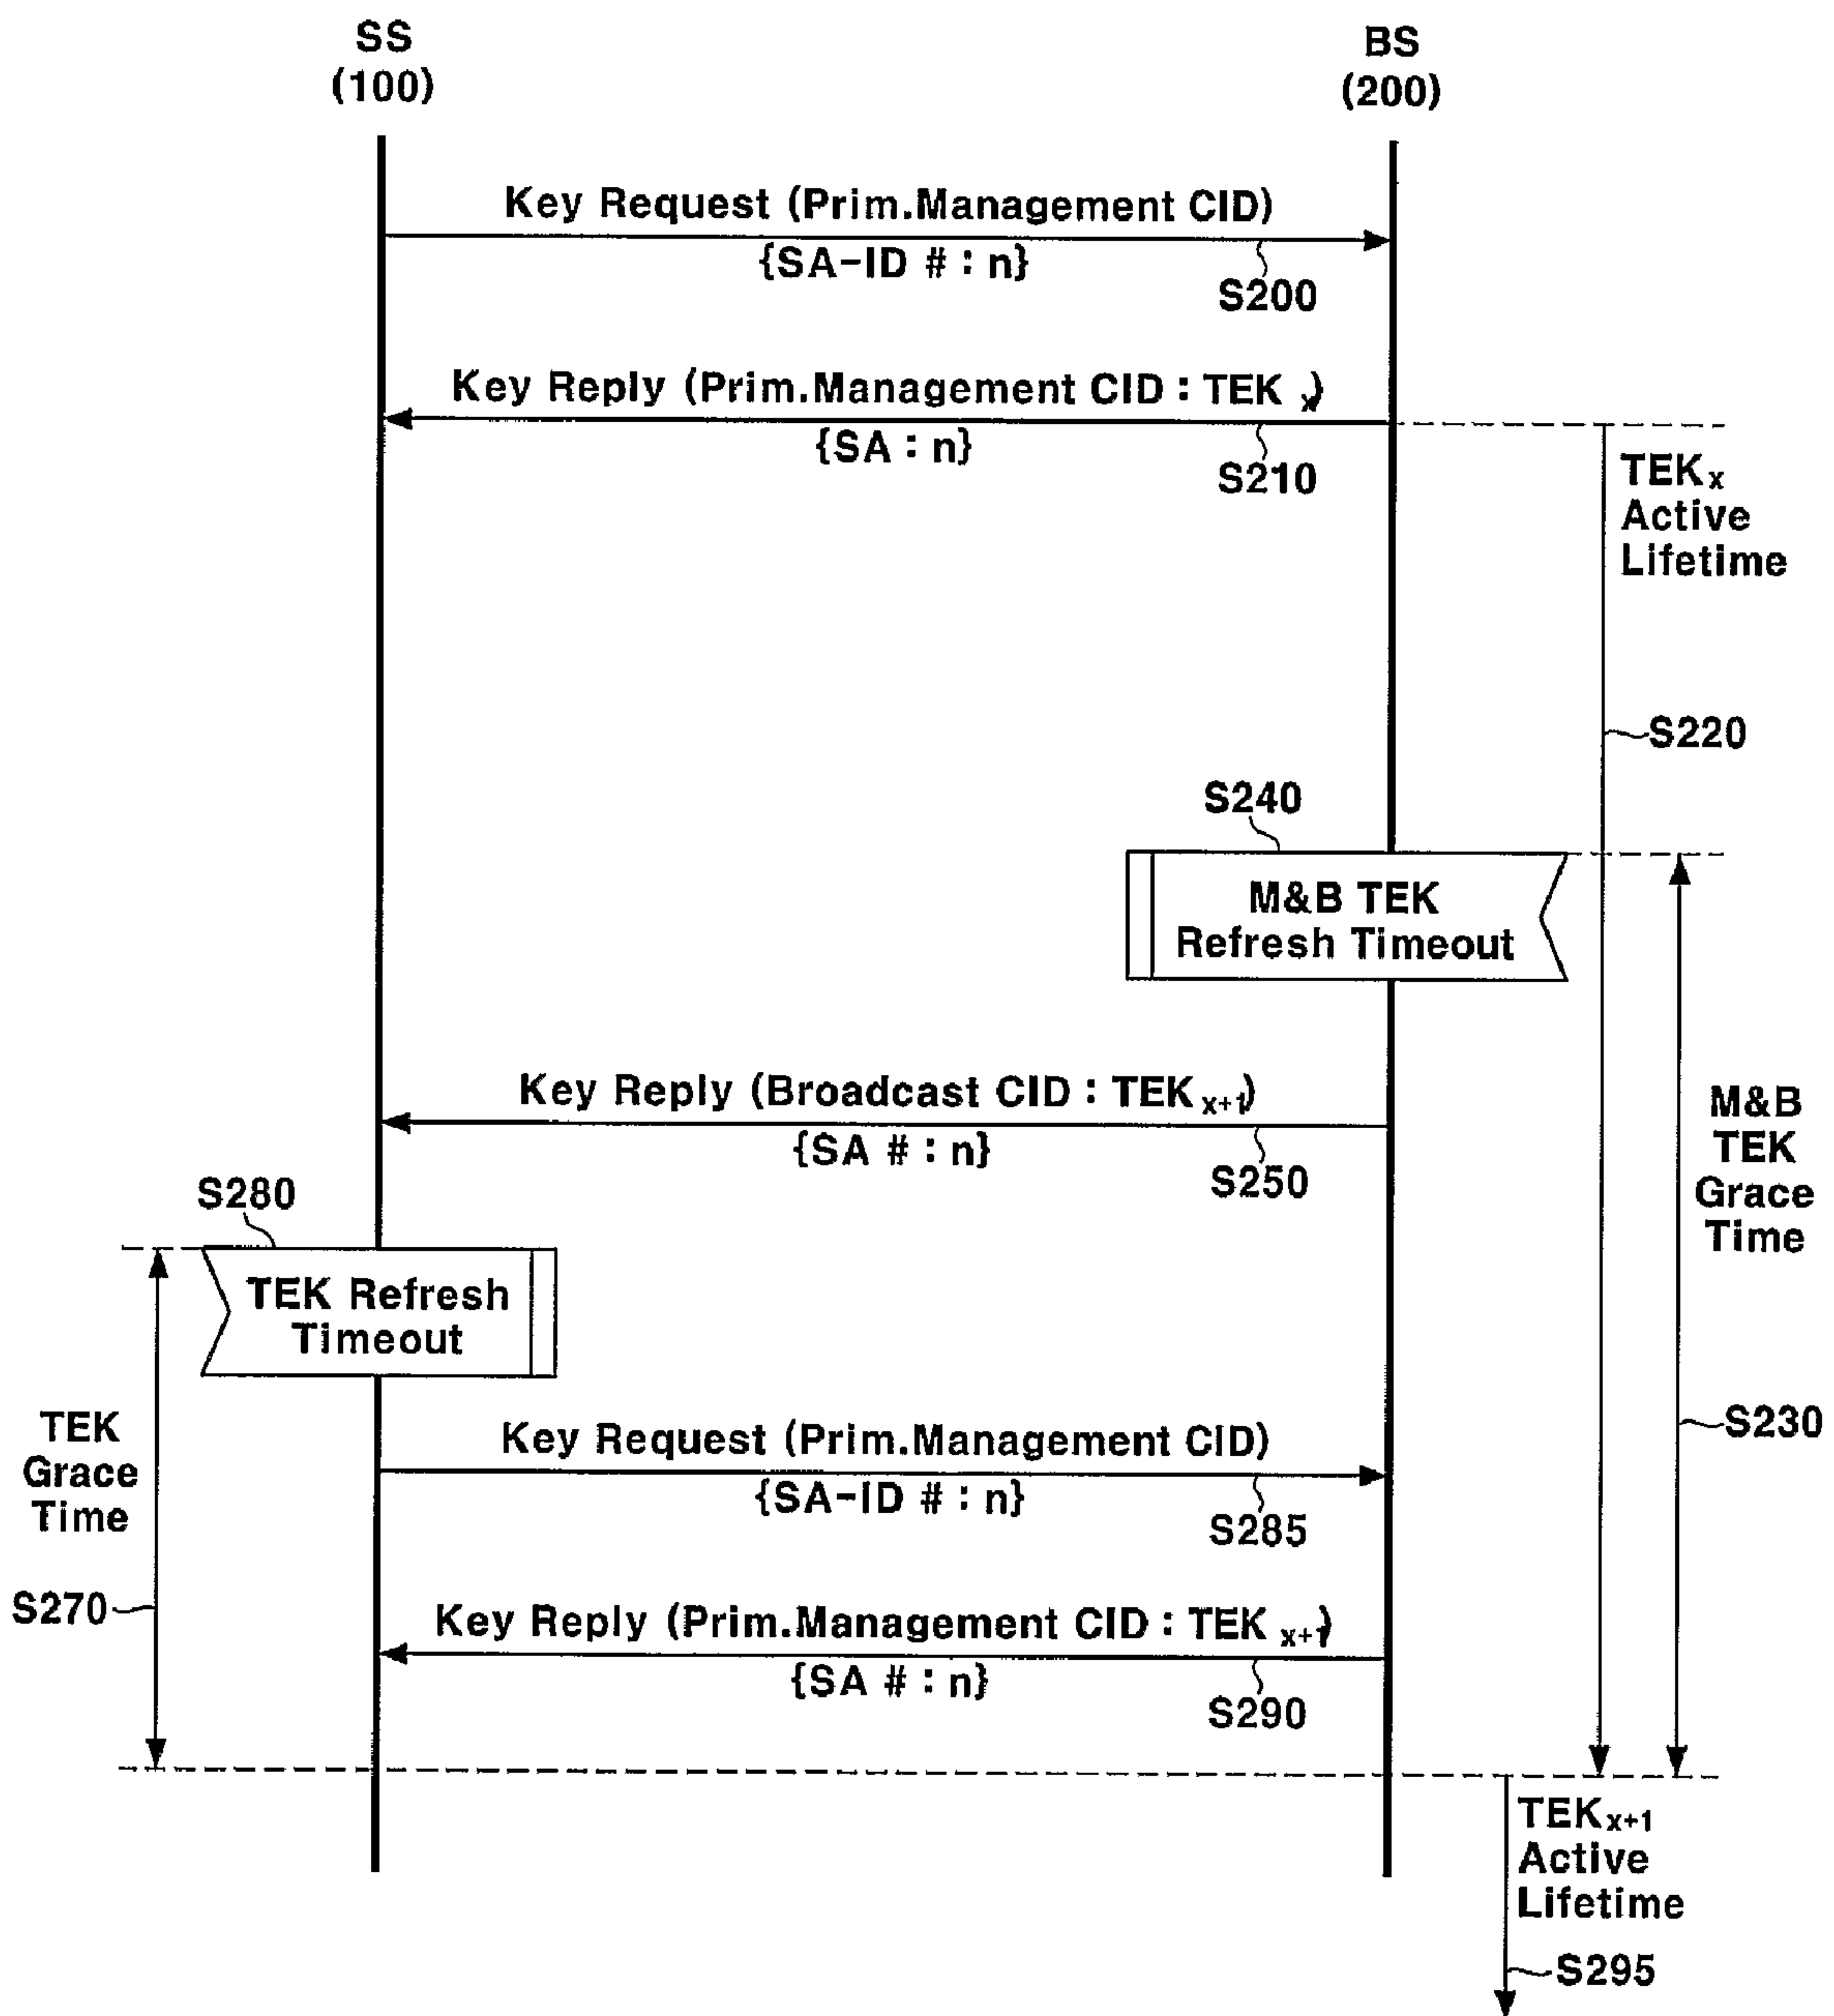 SS
(100)
BS
(200)
Key Request (Prim.Management CID)
{SA-ID # : n}
S200
Key Reply (Prim.Management CID : TEK x)
{SA : n}
S210
TEKx
Active
Lifetime
S220
S240
M&B TEK
Refresh Timeout
Key Reply (Broadcast CID : TEKx+1)
{SA # : n}
S250
M&B
TEK
Grace
Time
S280
TEK Refresh
Timeout
TEK
Grace
Time
Key Request (Prim.Management CID)
{SA-ID # : n}
S285
S230
S270
Key Reply (Prim.Management CID : TEK x+1)
{SA # : n}
S290
TEKx+1
Active
Lifetime
S295